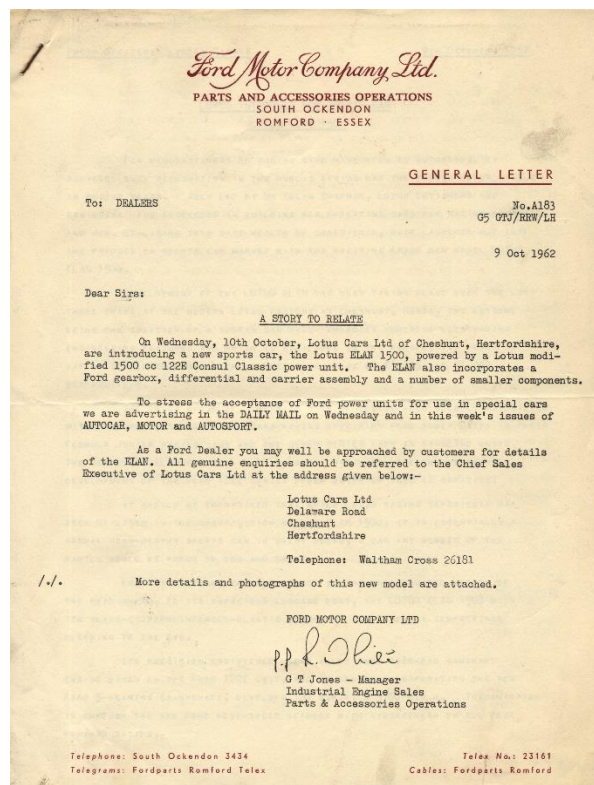 Ford Motor Company Ltd.
PARTS AND ACCESSORIES OPERATIONS
SOUTH OCKENDON
ROMFORD · ESSEX
GENERAL LETTER
To: DEALERS
No.A183
G5 GTJ/RRW/LH
9 Oct 1962
Dear Sirs:
A STORY TO RELATE
On Wednesday, 10th October, Lotus Cars Ltd of Cheshunt, Hertfordshire,
are introducing a new sports car, the Lotus ELAN 1500, powered by a Lotus modi-
fied 1500 cc 122E Consul Classic power unit. The ELAN also incorporates a
Ford gearbox, differential and carrier assembly and a number of smaller components.
To stress the acceptance of Ford power units for use in special cars
we are advertising in the DAILY MAIL on Wednesday and in this week's issues of
AUTOCAR, MOTOR and AUTOSPORT.
As a Ford Dealer you may well be approached by customers for details
of the ELAN. All genuine enquiries should be referred to the Chief Sales
Executive of Lotus Cars Ltd at the address given below:-
Lotus Cars Ltd
Delaware Road
Cheshunt
Hertfordshire
Telephone: Waltham Cross 26181
/./. More details and photographs of this new model are attached.
FORD MOTOR COMPANY LTD
p.p R.
G T Jones - Manager
Industrial Engine Sales
Parts & Accessories Operations
Telephone: South Ockendon 3434
Telegrams: Fordparts Romford Telex
Telex No.: 23161
Cables: Fordparts Romford